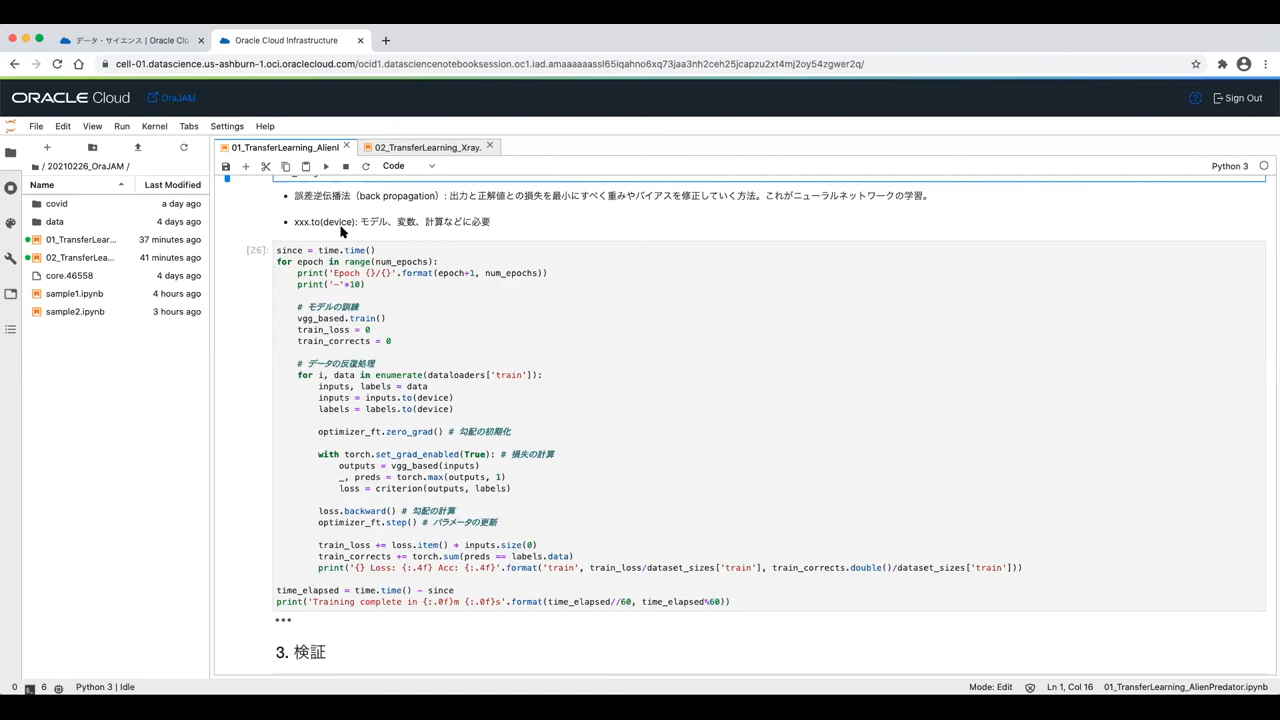 データ・サイエンス | Oracle Clo
Oracle Cloud Infrastructure
cell-01.datascience.us-ashburn-1.oci.oraclecloud.com/ocid1.datasciencenotebooksession.oc1.iad.amaaaaaassl65iqahno6xq73jaa3nh2ceh25jcapzu2xt4mj2oy54zgwer2q/
ORACLE Cloud
OraJAM
Sign Out
File Edit View Run Kernel Tabs Settings Help
01_TransferLearning_AlienI
02_TransferLearning_Xray.
/ 20210226_OraJAM /
Code
Python 3
Name Last Modified
covid a day ago
data 4 days ago
01_TransferLear... 37 minutes ago
02_TransferLea... 41 minutes ago
core.46558 3 days ago
sample1.ipynb 4 hours ago
sample2.ipynb 3 hours ago
• 誤差逆伝播法（back propagation）: 出力と正解値との損失を最小にすべく重みやバイアスを修正していく方法。これがニューラルネットワークの学習。
• xxx.to(device): モデル、変数、計算などに必要
[26]:
since = time.time()
for epoch in range(num_epochs):
print('Epoch {}/{}'.format(epoch+1, num_epochs))
print('-'*10)
# モデルの訓練
vgg_based.train()
train_loss = 0
train_corrects = 0
# データの反復処理
for i, data in enumerate(dataloaders['train']):
inputs, labels = data
inputs = inputs.to(device)
labels = labels.to(device)
optimizer_ft.zero_grad() # 勾配の初期化
with torch.set_grad_enabled(True): # 損失の計算
outputs = vgg_based(inputs)
_, preds = torch.max(outputs, 1)
loss = criterion(outputs, labels)
loss.backward() # 勾配の計算
optimizer_ft.step() # パラメータの更新
train_loss += loss.item() * inputs.size(0)
train_corrects += torch.sum(preds == labels.data)
print('{} Loss: {:.4f} Acc: {:.4f}'.format('train', train_loss/dataset_sizes['train'], train_corrects.double()/dataset_sizes['train']))
time_elapsed = time.time() - since
print('Training complete in {:.0f}m {:.0f}s'.format(time_elapsed//60, time_elapsed%60))
•••
3. 検証
0 6 Python 3 | Idle
Mode: Edit Ln 1, Col 16 01_TransferLearning_AlienPredator.ipynb